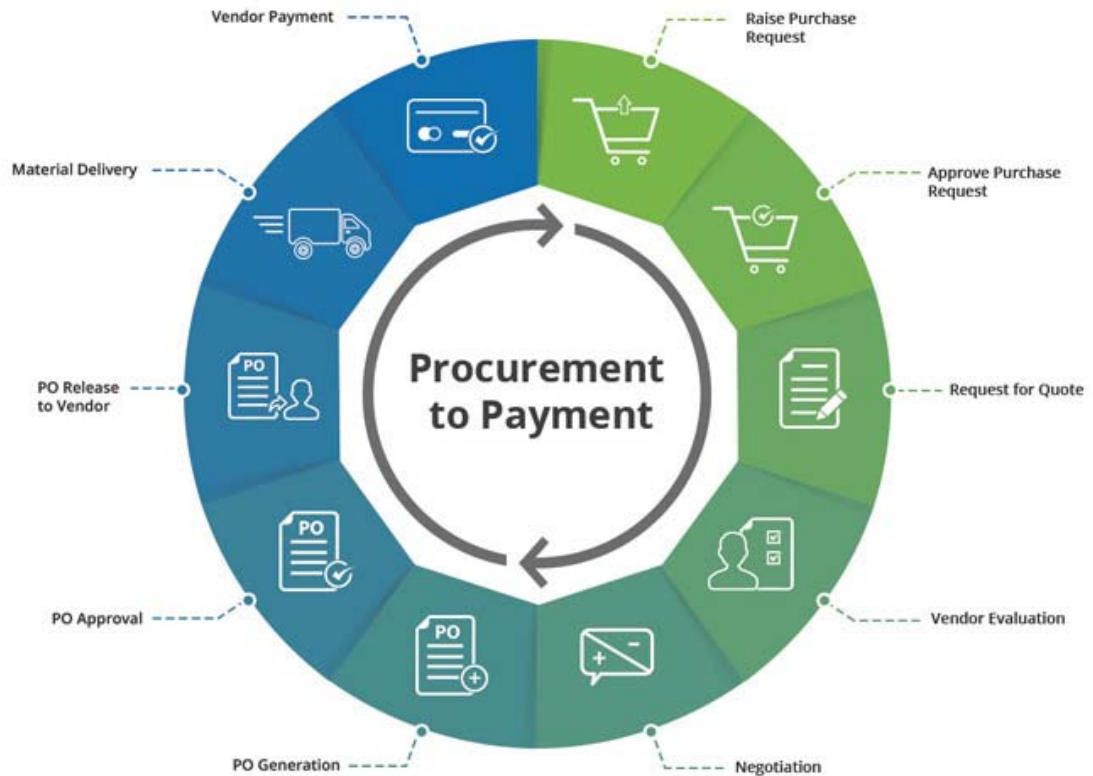 Vendor Payment
Raise Purchase
Request
Material Delivery
Approve Purchase
Request
PO
PO Release
to Vendor
Procurement
to Payment
Request for Quote
PO
PO Approval
Vendor Evaluation
PO
PO Generation
Negotiation